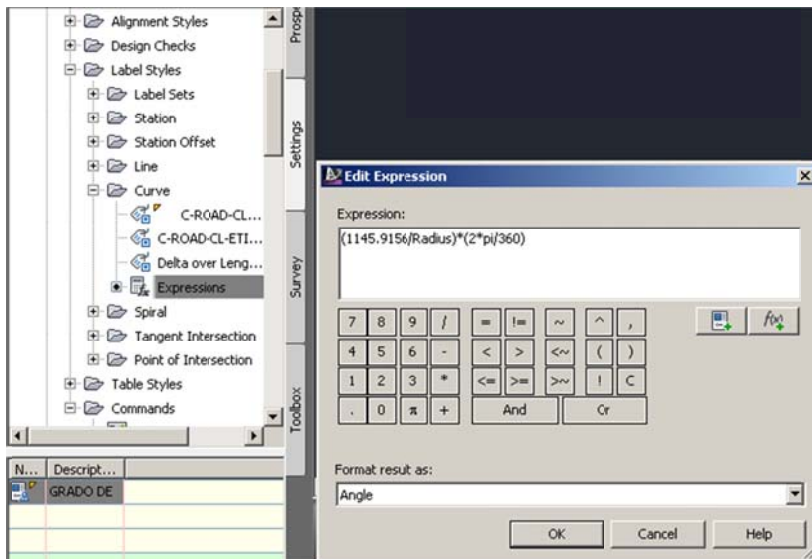 Alignment Styles
Design Checks
Label Styles
Label Sets
Station
Station Offset
Line
Curve
C-ROAD-CL...
C-ROAD-CL-ETI...
Delta over Leng...
Expressions
Spiral
Tangent Intersection
Point of Intersection
Table Styles
Commands
Prosp
Settings
Survey
Toolbox
N... Descript...
GRADO DE
Edit Expression
Expression:
(1145.9156/Radius)*(2*pi/360)
7 8 9 / = != ~ ^ ,
4 5 6 - < > <~ ( )
1 2 3 * <= >= >~ ! C
. 0 π + And Or
f(x)
Format resut as:
Angle
OK Cancel Help